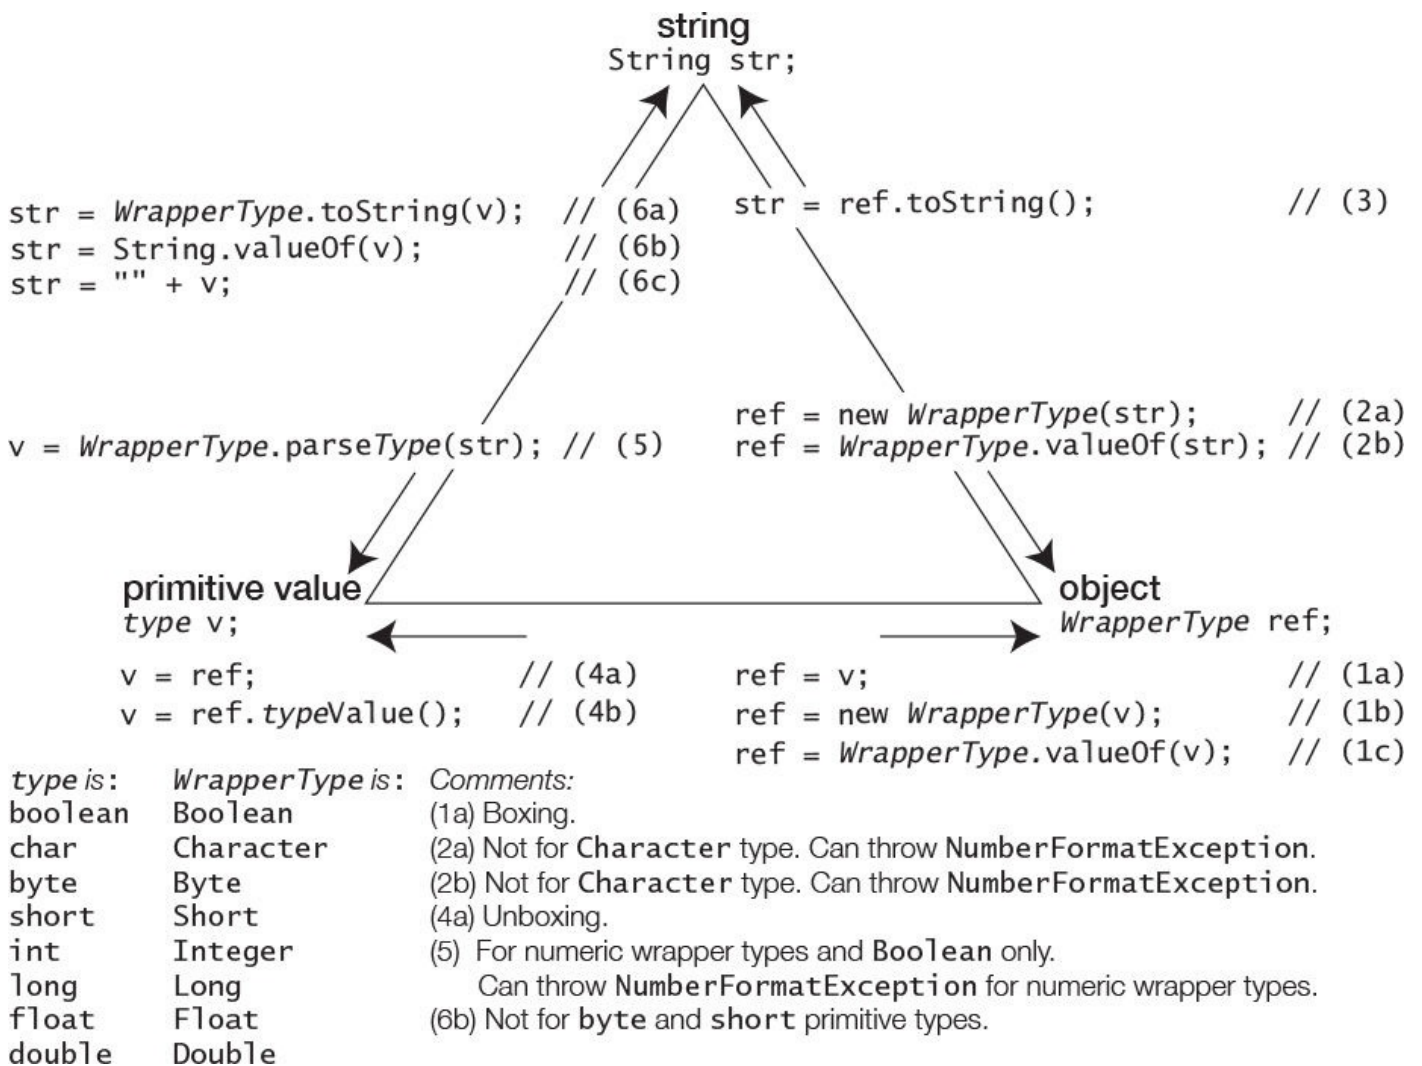 string
String str;
str = WrapperType.toString(v); // (6a)
str = String.valueOf(v); // (6b)
str = "" + v; // (6c)
str = ref.toString(); // (3)
v = WrapperType.parseType(str); // (5)
ref = new WrapperType(str); // (2a)
ref = WrapperType.valueOf(str); // (2b)
primitive value
type v;
object
WrapperType ref;
v = ref; // (4a)
v = ref.typeValue(); // (4b)
ref = v; // (1a)
ref = new WrapperType(v); // (1b)
ref = WrapperType.valueOf(v); // (1c)
type is: WrapperType is: Comments:
boolean Boolean (1a) Boxing.
char Character (2a) Not for Character type. Can throw NumberFormatException.
byte Byte (2b) Not for Character type. Can throw NumberFormatException.
short Short (4a) Unboxing.
int Integer (5) For numeric wrapper types and Boolean only.
long Long Can throw NumberFormatException for numeric wrapper types.
float Float (6b) Not for byte and short primitive types.
double Double